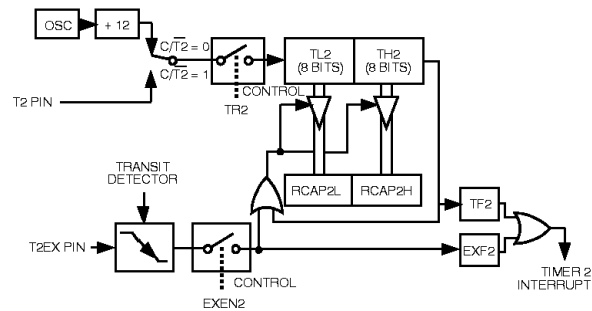 OSC
+ 12
C/T2 = 0
C/T2 = 1
T2 PIN
TR2
CONTROL
TL2
(8 BITS)
TH2
(8 BITS)
RCAP2L
RCAP2H
TRANSIT
DETECTOR
T2EX PIN
CONTROL
EXEN2
TF2
EXF2
TIMER 2
INTERRUPT